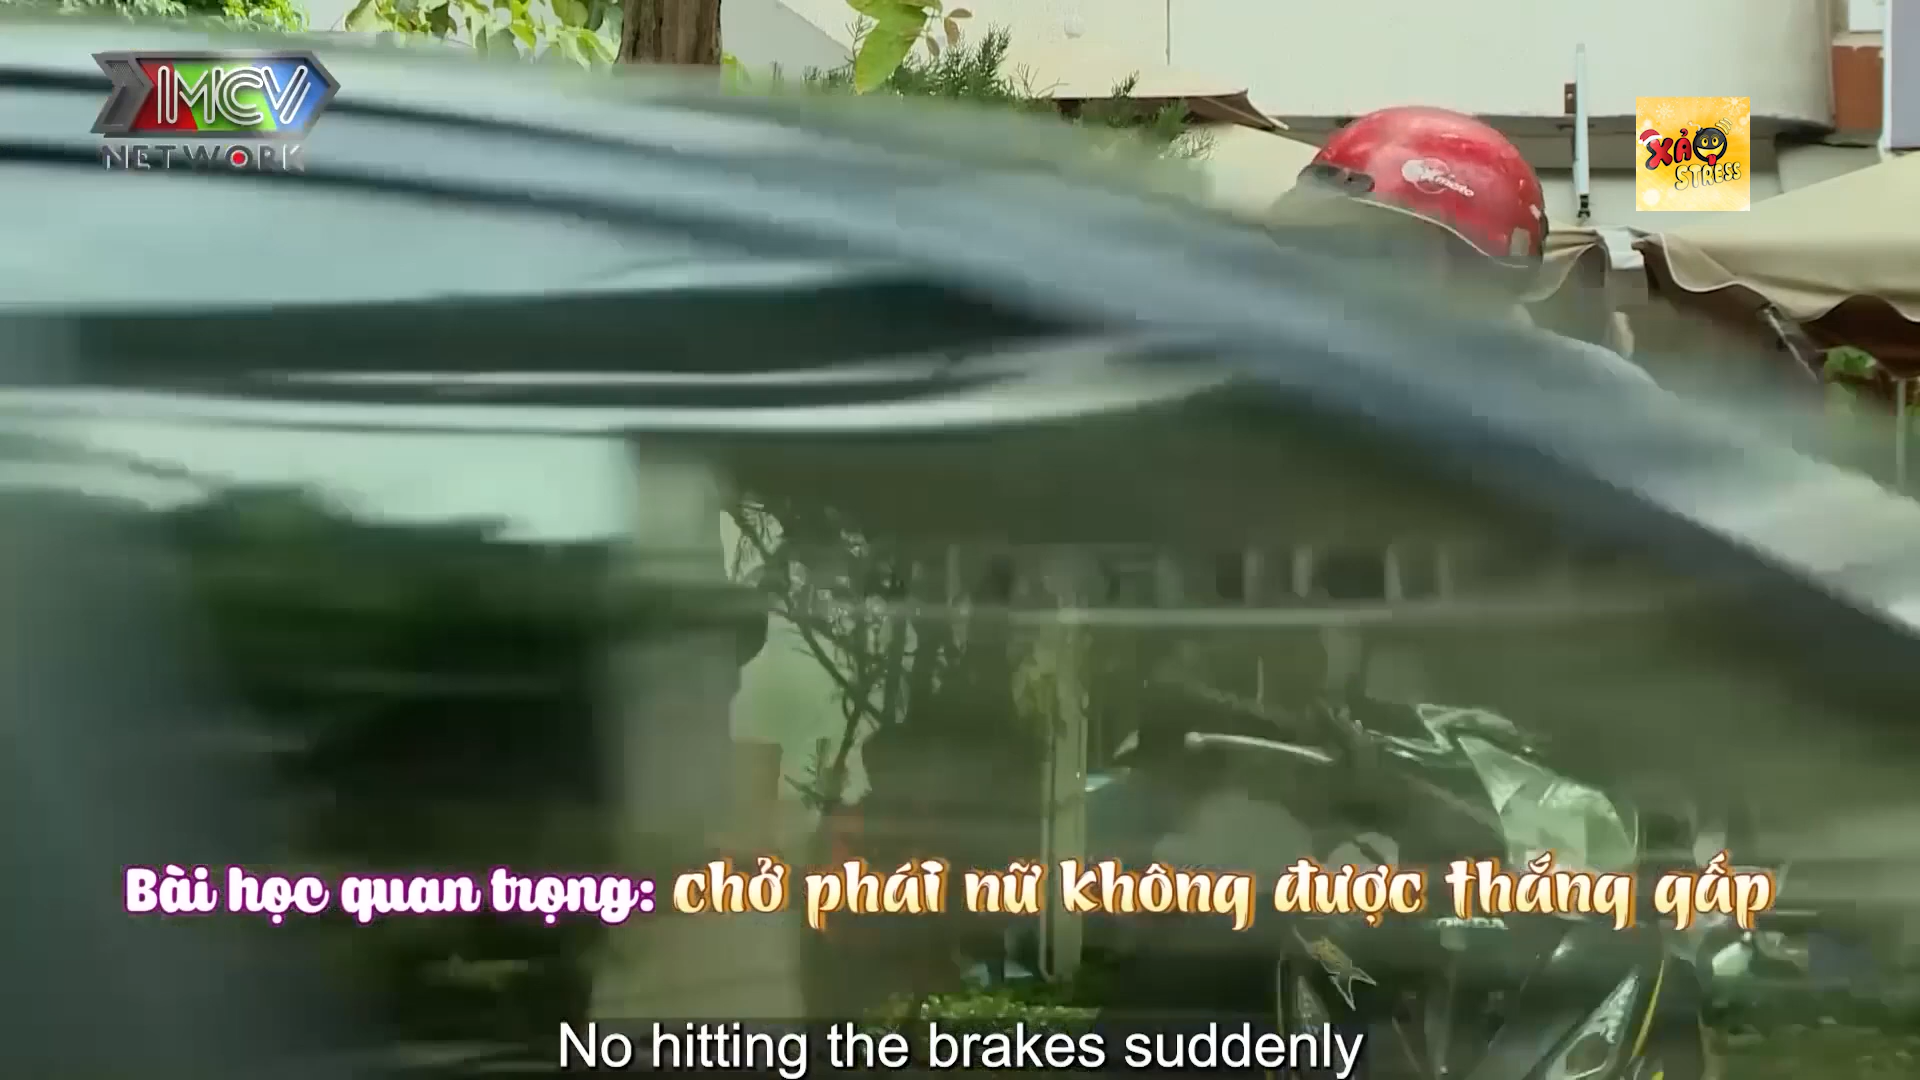 MCV
NETWORK
XẢ
STRESS
Bài học quan trọng: chở phái nữ không được thắng gấp
No hitting the brakes suddenly